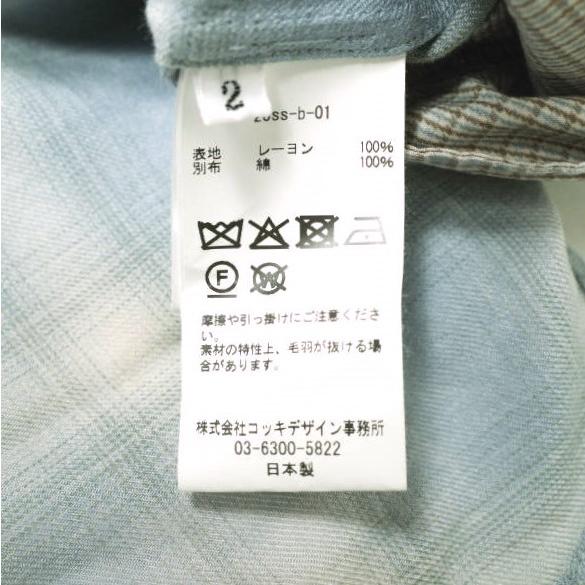 2
20ss-b-01
表地 レーヨン 100%
別布 綿 100%
F
W
摩擦や引っ掛けにご注意くださ
い。
素材の特性上、毛羽が抜ける場
合があります。
株式会社コッキデザイン事務所
03-6300-5822
日本製